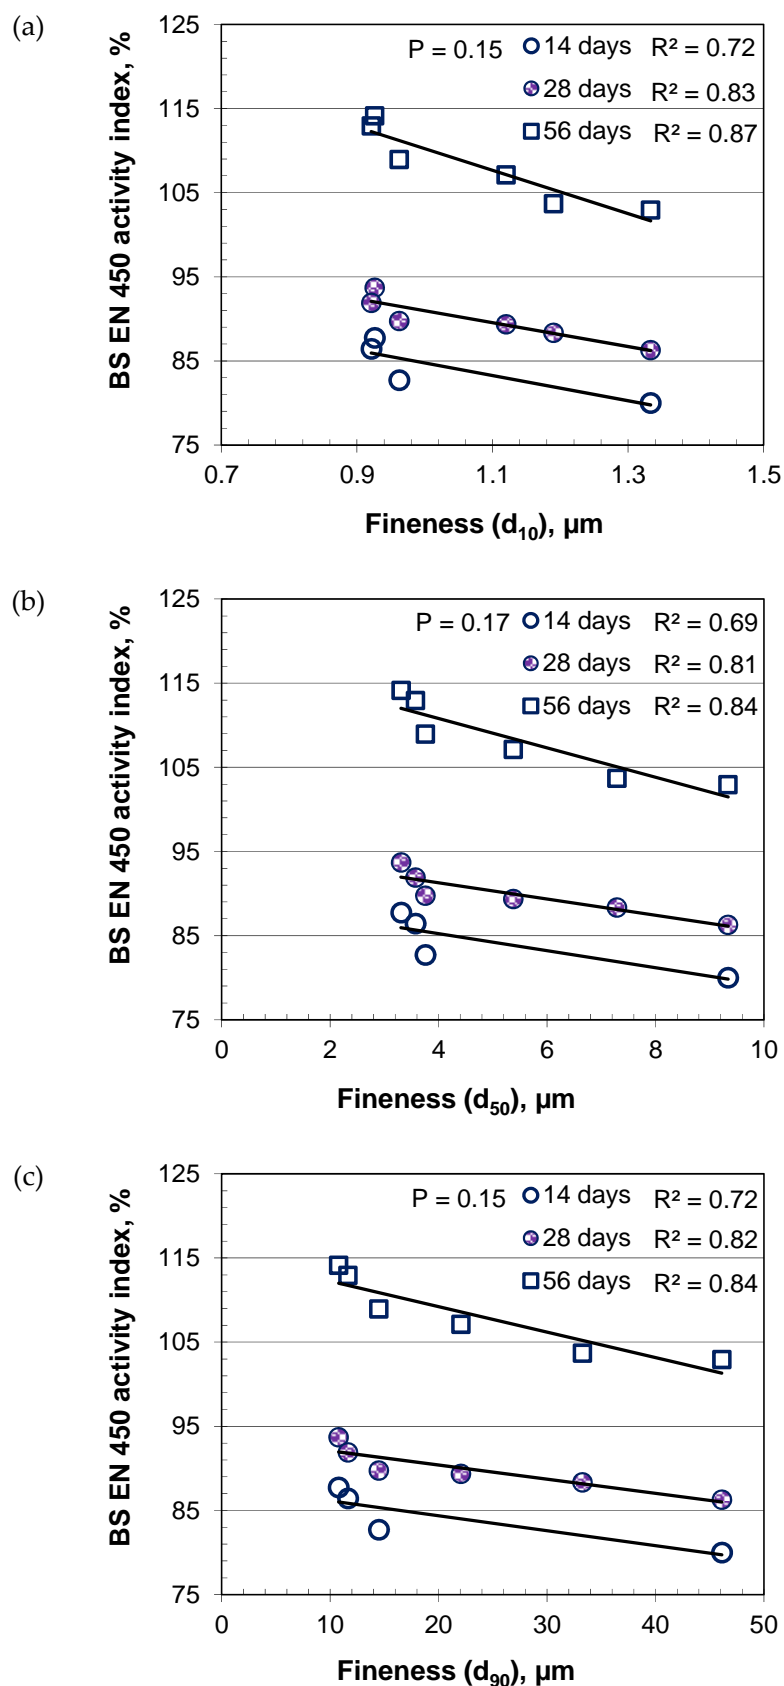 (a)
BS EN 450 activity index, %
125
115
105
95
85
75
P = 0.15
14 days R² = 0.72
28 days R² = 0.83
56 days R² = 0.87
0.7 0.9 1.1 1.3 1.5
Fineness (d₁₀), µm
(b)
BS EN 450 activity index, %
125
115
105
95
85
75
P = 0.17
14 days R² = 0.69
28 days R² = 0.81
56 days R² = 0.84
0 2 4 6 8 10
Fineness (d₅₀), µm
(c)
BS EN 450 activity index, %
125
115
105
95
85
75
P = 0.15
14 days R² = 0.72
28 days R² = 0.82
56 days R² = 0.84
0 10 20 30 40 50
Fineness (d₉₀), µm